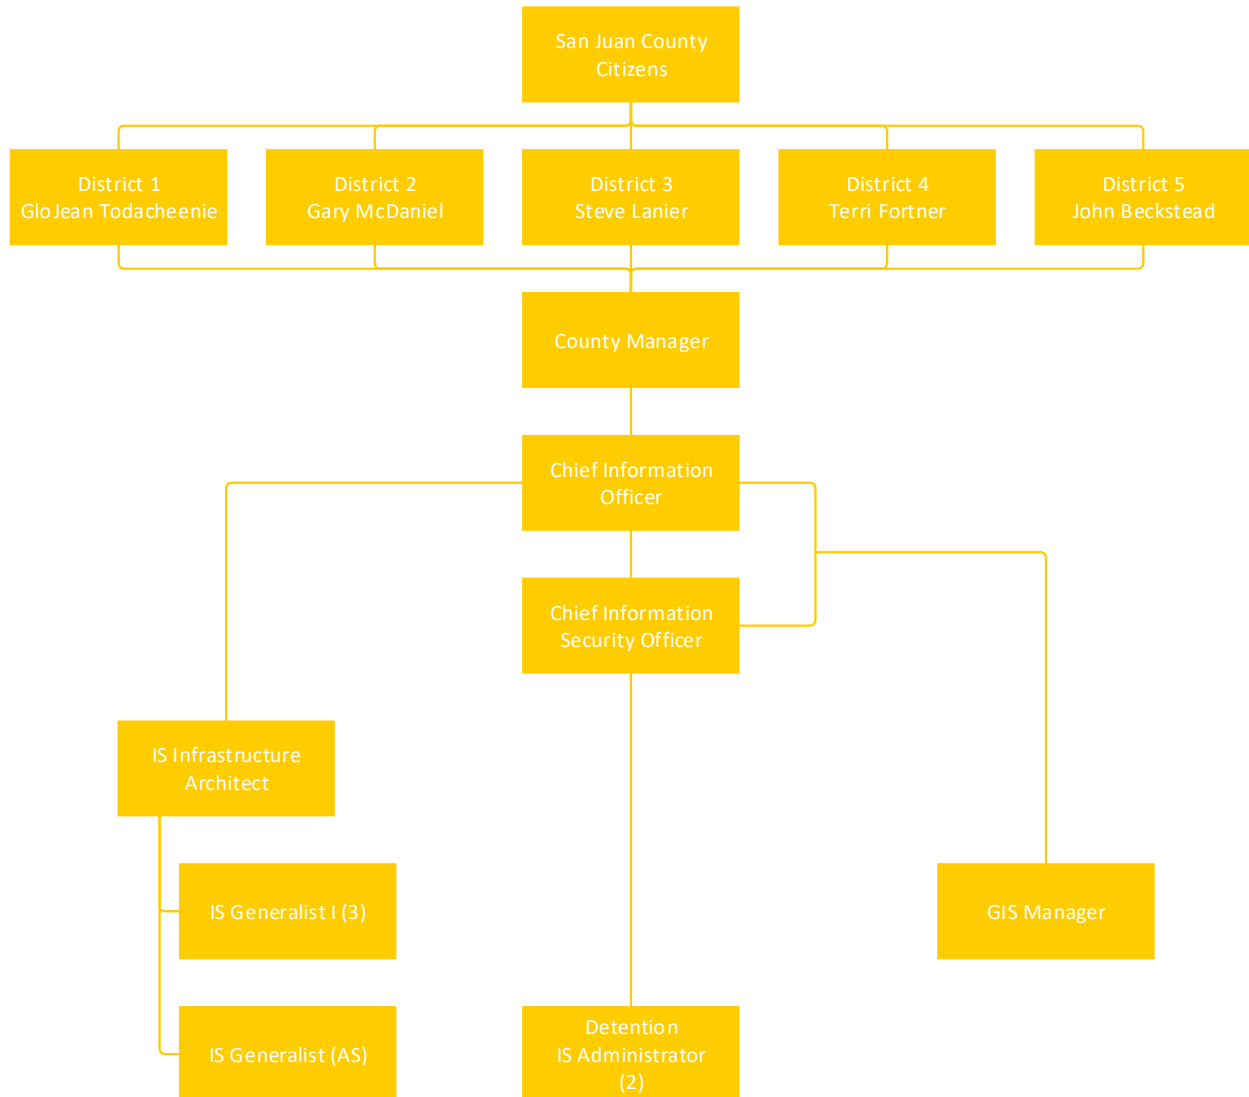 San Juan County
Citizens
District 1
GloJean Todacheenie
District 2
Gary McDaniel
District 3
Steve Lanier
District 4
Terri Fortner
District 5
John Beckstead
County Manager
Chief Information
Officer
Chief Information
Security Officer
IS Infrastructure
Architect
IS Generalist I (3)
GIS Manager
IS Generalist (AS)
Detention
IS Administrator
(2)